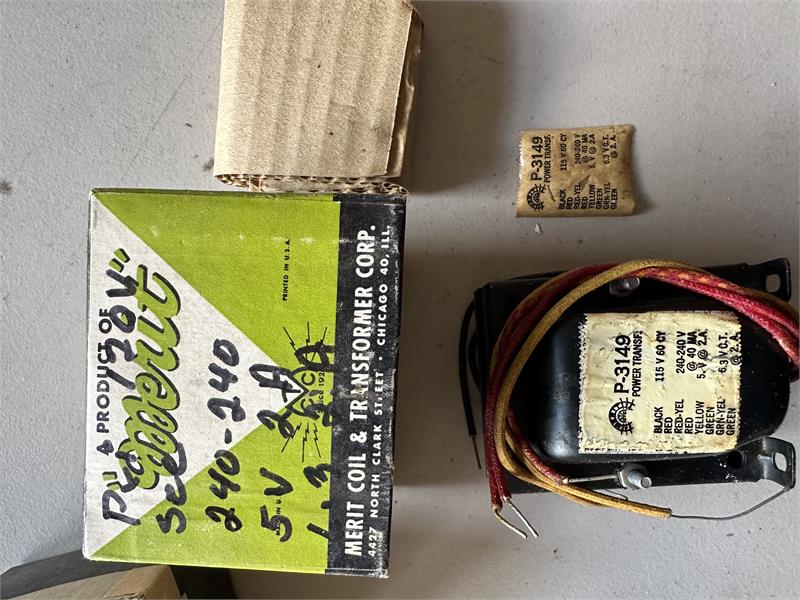 A PRODUCT OF
Merit
PRINTED IN U.S.A.
MERIT COIL & TRANSFORMER CORP.
4427 NORTH CLARK STREET · CHICAGO 40, ILL.
120V"
SEC
240-240
5V 2A
P-3149
POWER TRANSF.
BLACK 115 V 60 CY
RED
RED-YEL 240-240 V
RED @ 40 MA
YELLOW 5. V @ 2.A
GREEN
GRN-YEL 6.3 V C.T.
GREEN @ 2. A.
P-3149
POWER TRANSF.
BLACK 115 V 60 CY
RED
RED-YEL 240-240 V
RED @ 40 MA
YELLOW 5. V @ 2.A.
GREEN
GRN-YEL 6.3 V C.T.
GREEN @ 2. A.